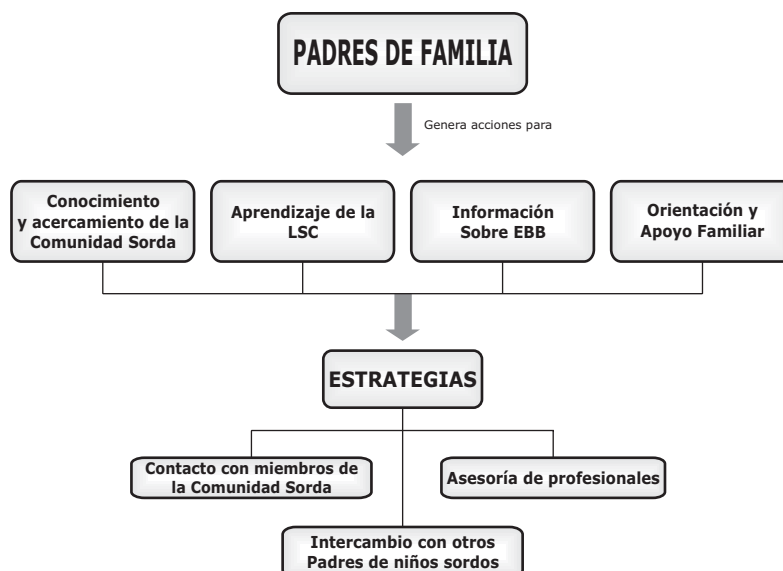 PADRES DE FAMILIA
Genera acciones para
Conocimiento
y acercamiento de la
Comunidad Sorda
Aprendizaje de la
LSC
Información
Sobre EBB
Orientación y
Apoyo Familiar
ESTRATEGIAS
Contacto con miembros de
la Comunidad Sorda
Asesoría de profesionales
Intercambio con otros
Padres de niños sordos